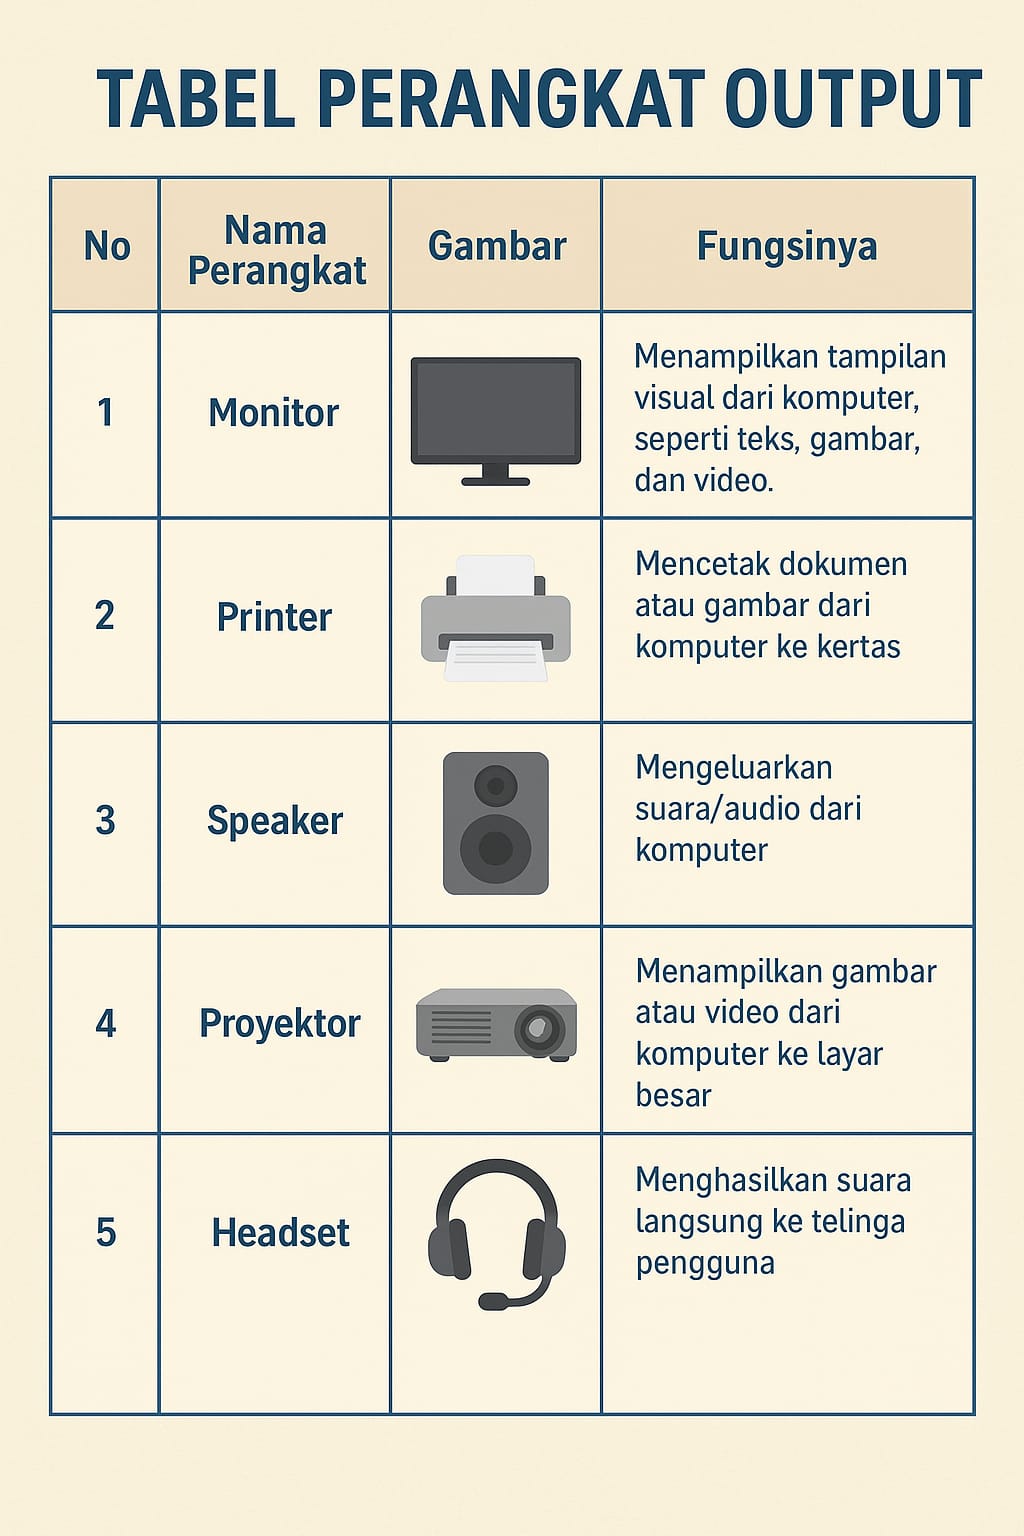 TABEL PERANGKAT OUTPUT
No
Nama
Perangkat
Gambar
Fungsinya
1
Monitor
Menampilkan tampilan
visual dari komputer,
seperti teks, gambar,
dan video.
2
Printer
Mencetak dokumen
atau gambar dari
komputer ke kertas
3
Speaker
Mengeluarkan
suara/audio dari
komputer
4
Proyektor
Menampilkan gambar
atau video dari
komputer ke layar
besar
5
Headset
Menghasilkan suara
langsung ke telinga
pengguna